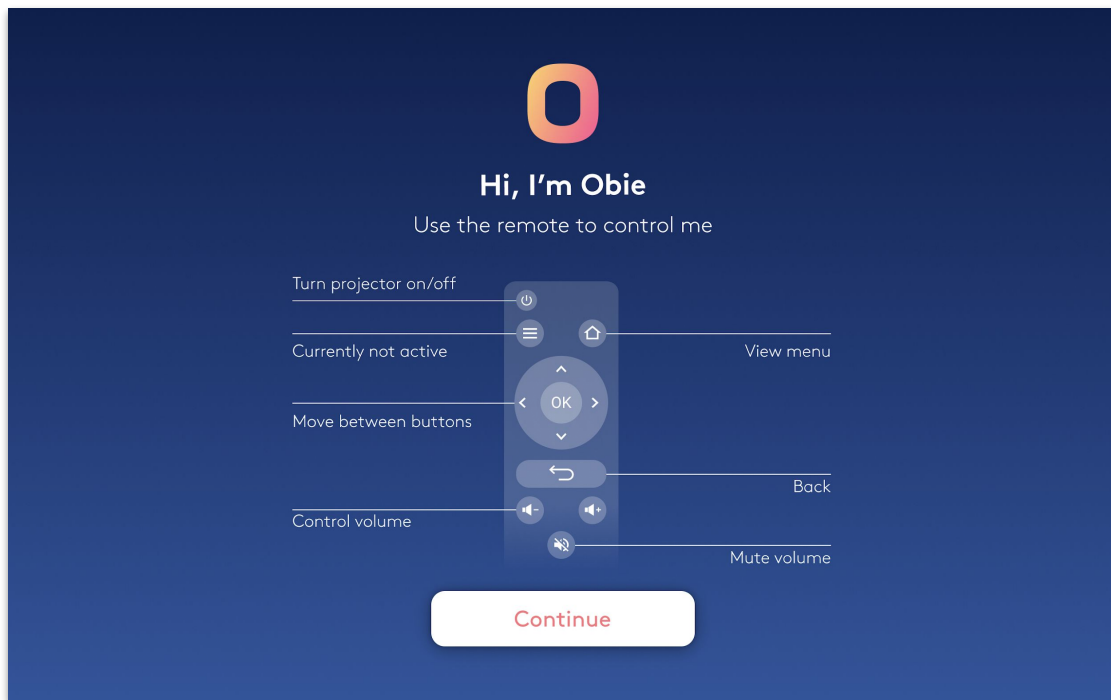 Hi, I'm Obie
Use the remote to control me
Turn projector on/off
Currently not active
View menu
OK
Move between buttons
Back
Control volume
Mute volume
Continue